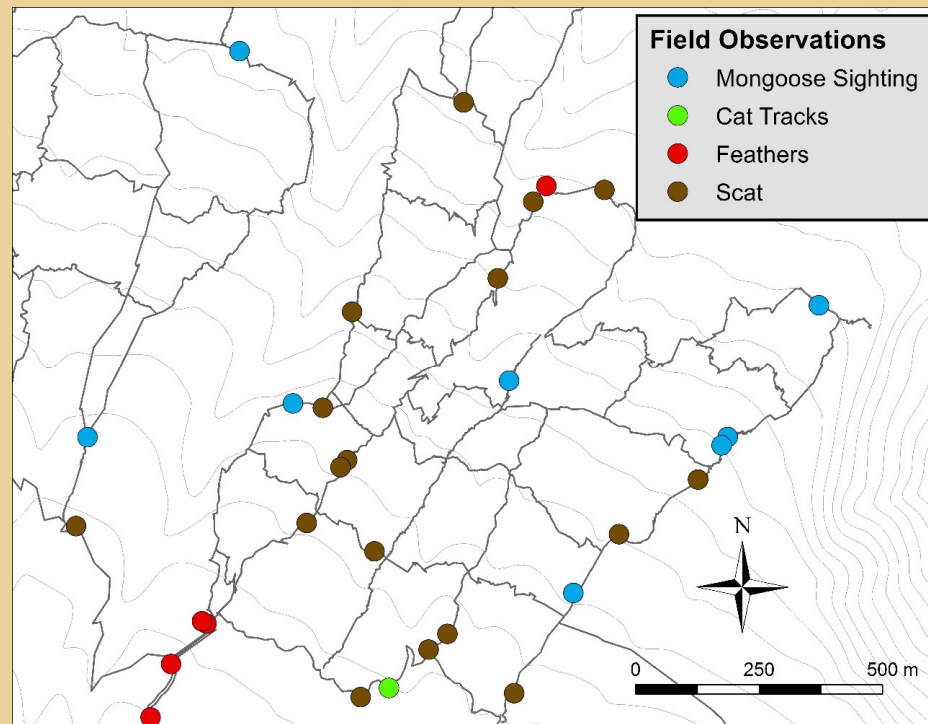 Field Observations
Mongoose Sighting
Cat Tracks
Feathers
Scat
N
0 250 500 m